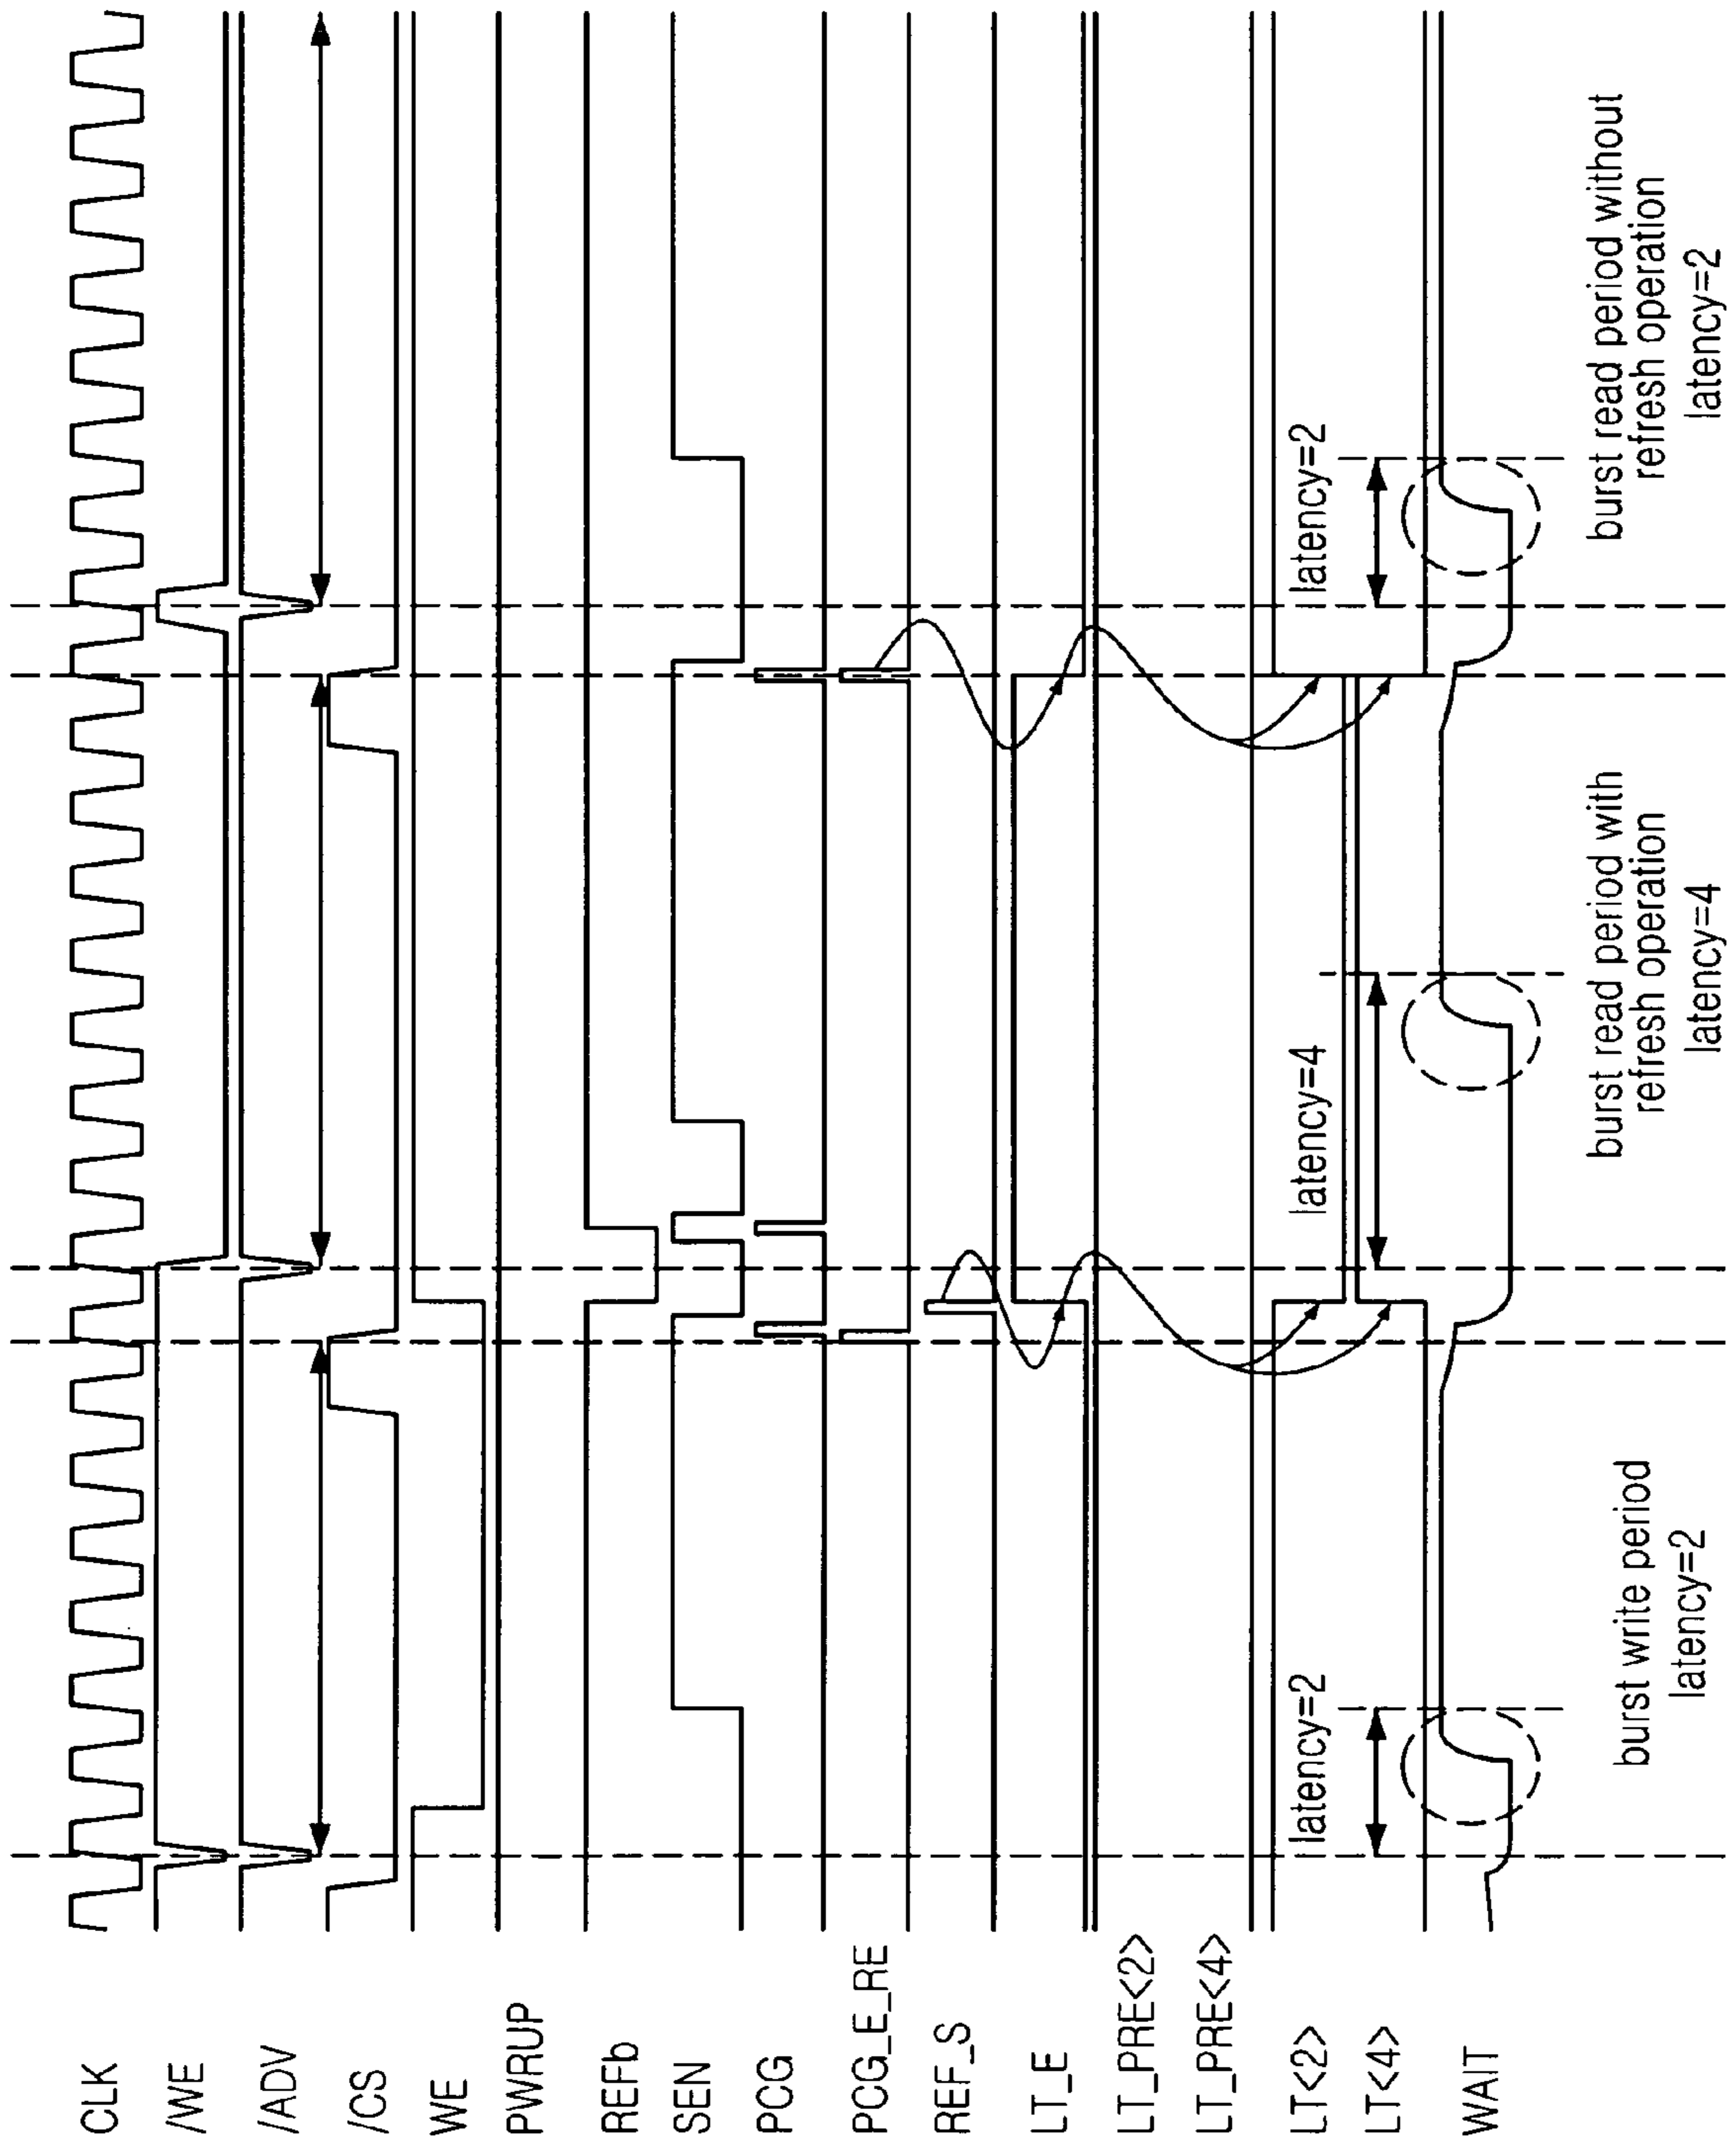 CLK
/WE
/ADV
/CS
WE
PWRUP
REFb
SEN
PCG
PCG_E_RE
REF_S
LT_E
LT_PRE<2>
LT_PRE<4>
LT<2>
LT<4>
WAIT
latency=2
latency=4
latency=2
burst write period
latency=2
burst read period with
refresh operation
latency=4
burst read period without
refresh operation
latency=2